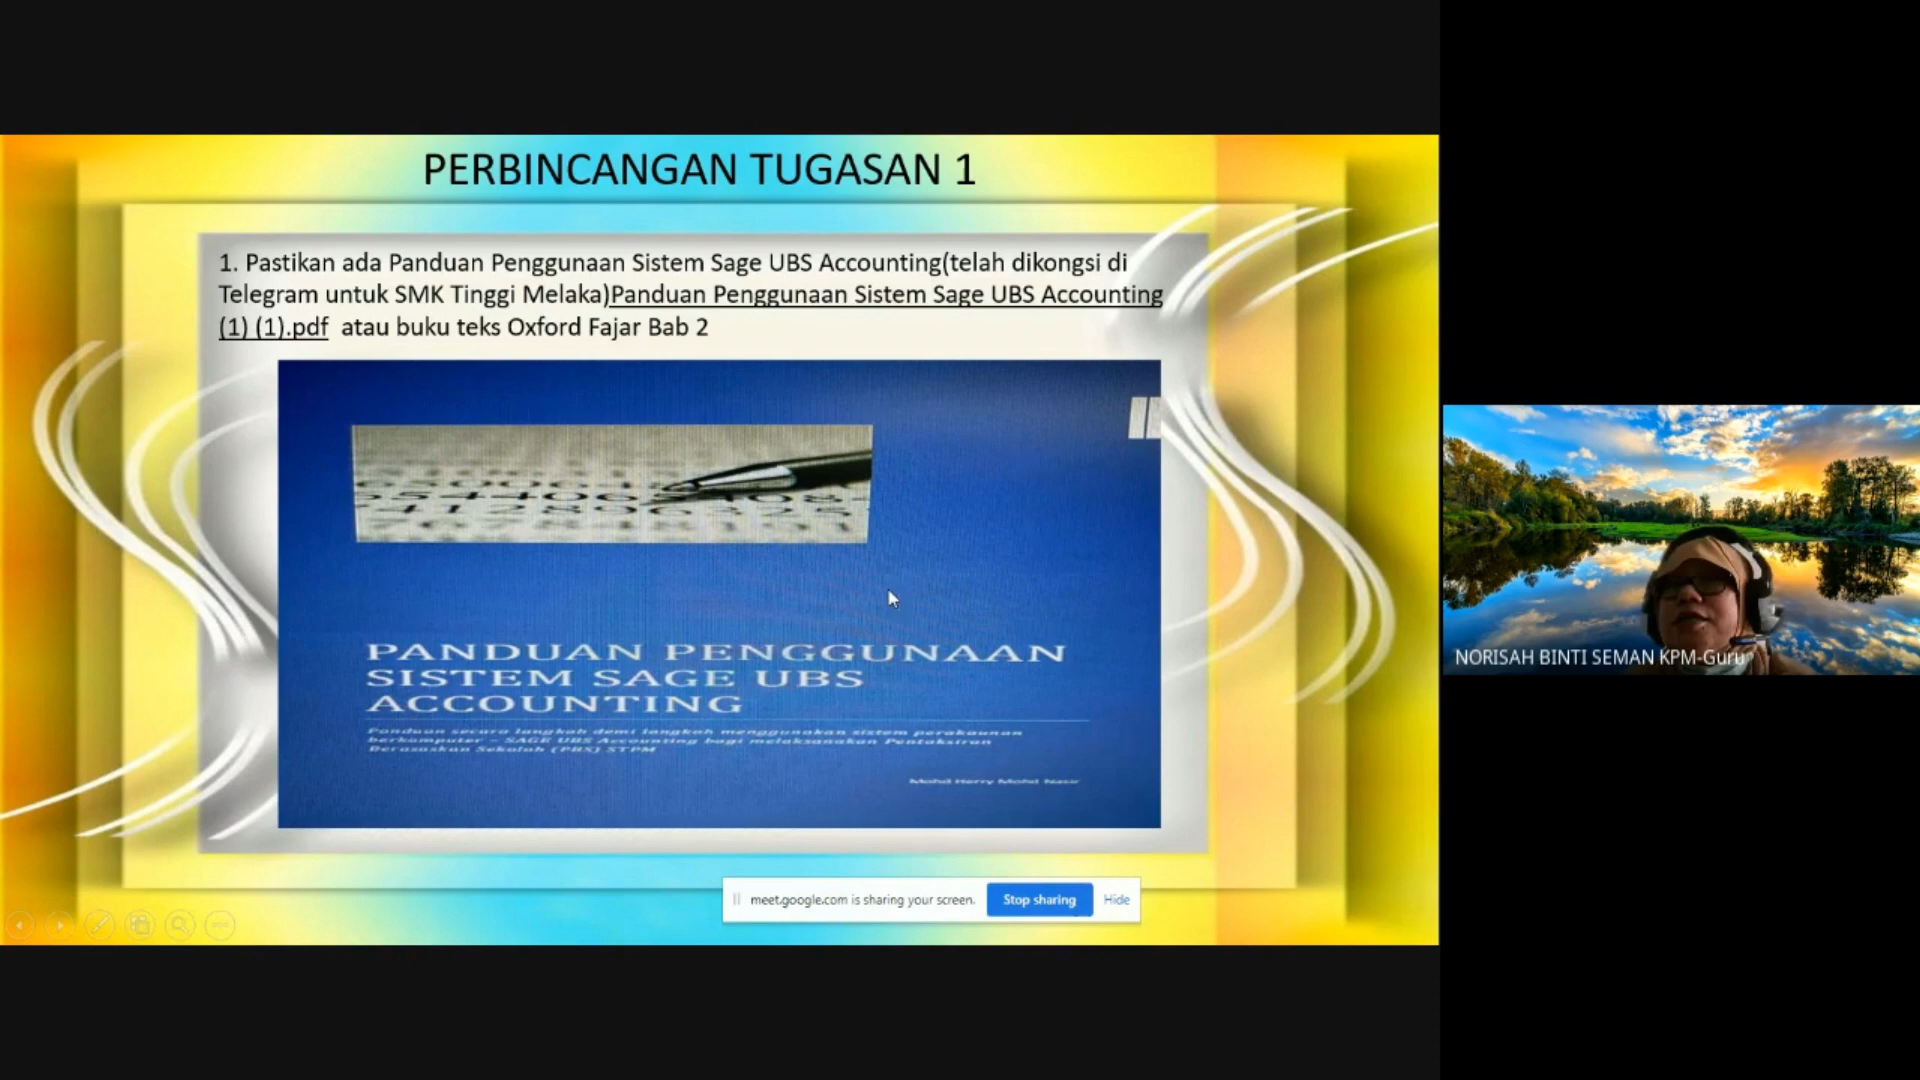 PERBINCANGAN TUGASAN 1
1. Pastikan ada Panduan Penggunaan Sistem Sage UBS Accounting(telah dikongsi di
Telegram untuk SMK Tinggi Melaka)Panduan Penggunaan Sistem Sage UBS Accounting
(1) (1).pdf atau buku teks Oxford Fajar Bab 2
PANDUAN PENGGUNAAN
SISTEM SAGE UBS
ACCOUNTING
Panduan secara langkah demi langkah menggunakan sistem perakaunan
berkomputer – SAGE UBS Accounting bagi melaksanakan Pentaksiran
Berasaskan Sekolah (PBS) STPM
Mohd Herry Mohd Nasir
meet.google.com is sharing your screen.
Stop sharing
Hide
NORISAH BINTI SEMAN KPM-Guru